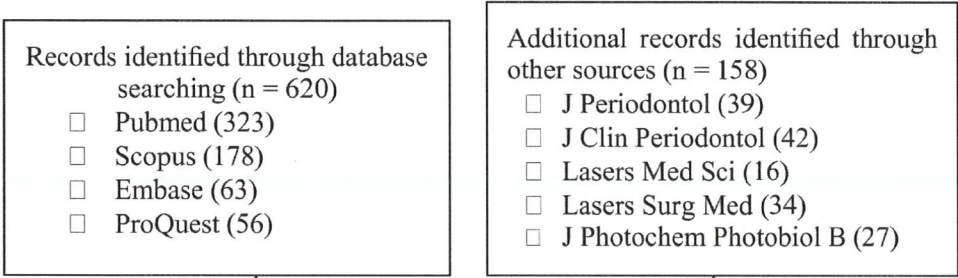 Records identified through database
searching (n = 620)
□ Pubmed (323)
□ Scopus (178)
□ Embase (63)
□ ProQuest (56)
Additional records identified through
other sources (n = 158)
□ J Periodontol (39)
□ J Clin Periodontol (42)
□ Lasers Med Sci (16)
□ Lasers Surg Med (34)
□ J Photochem Photobiol B (27)